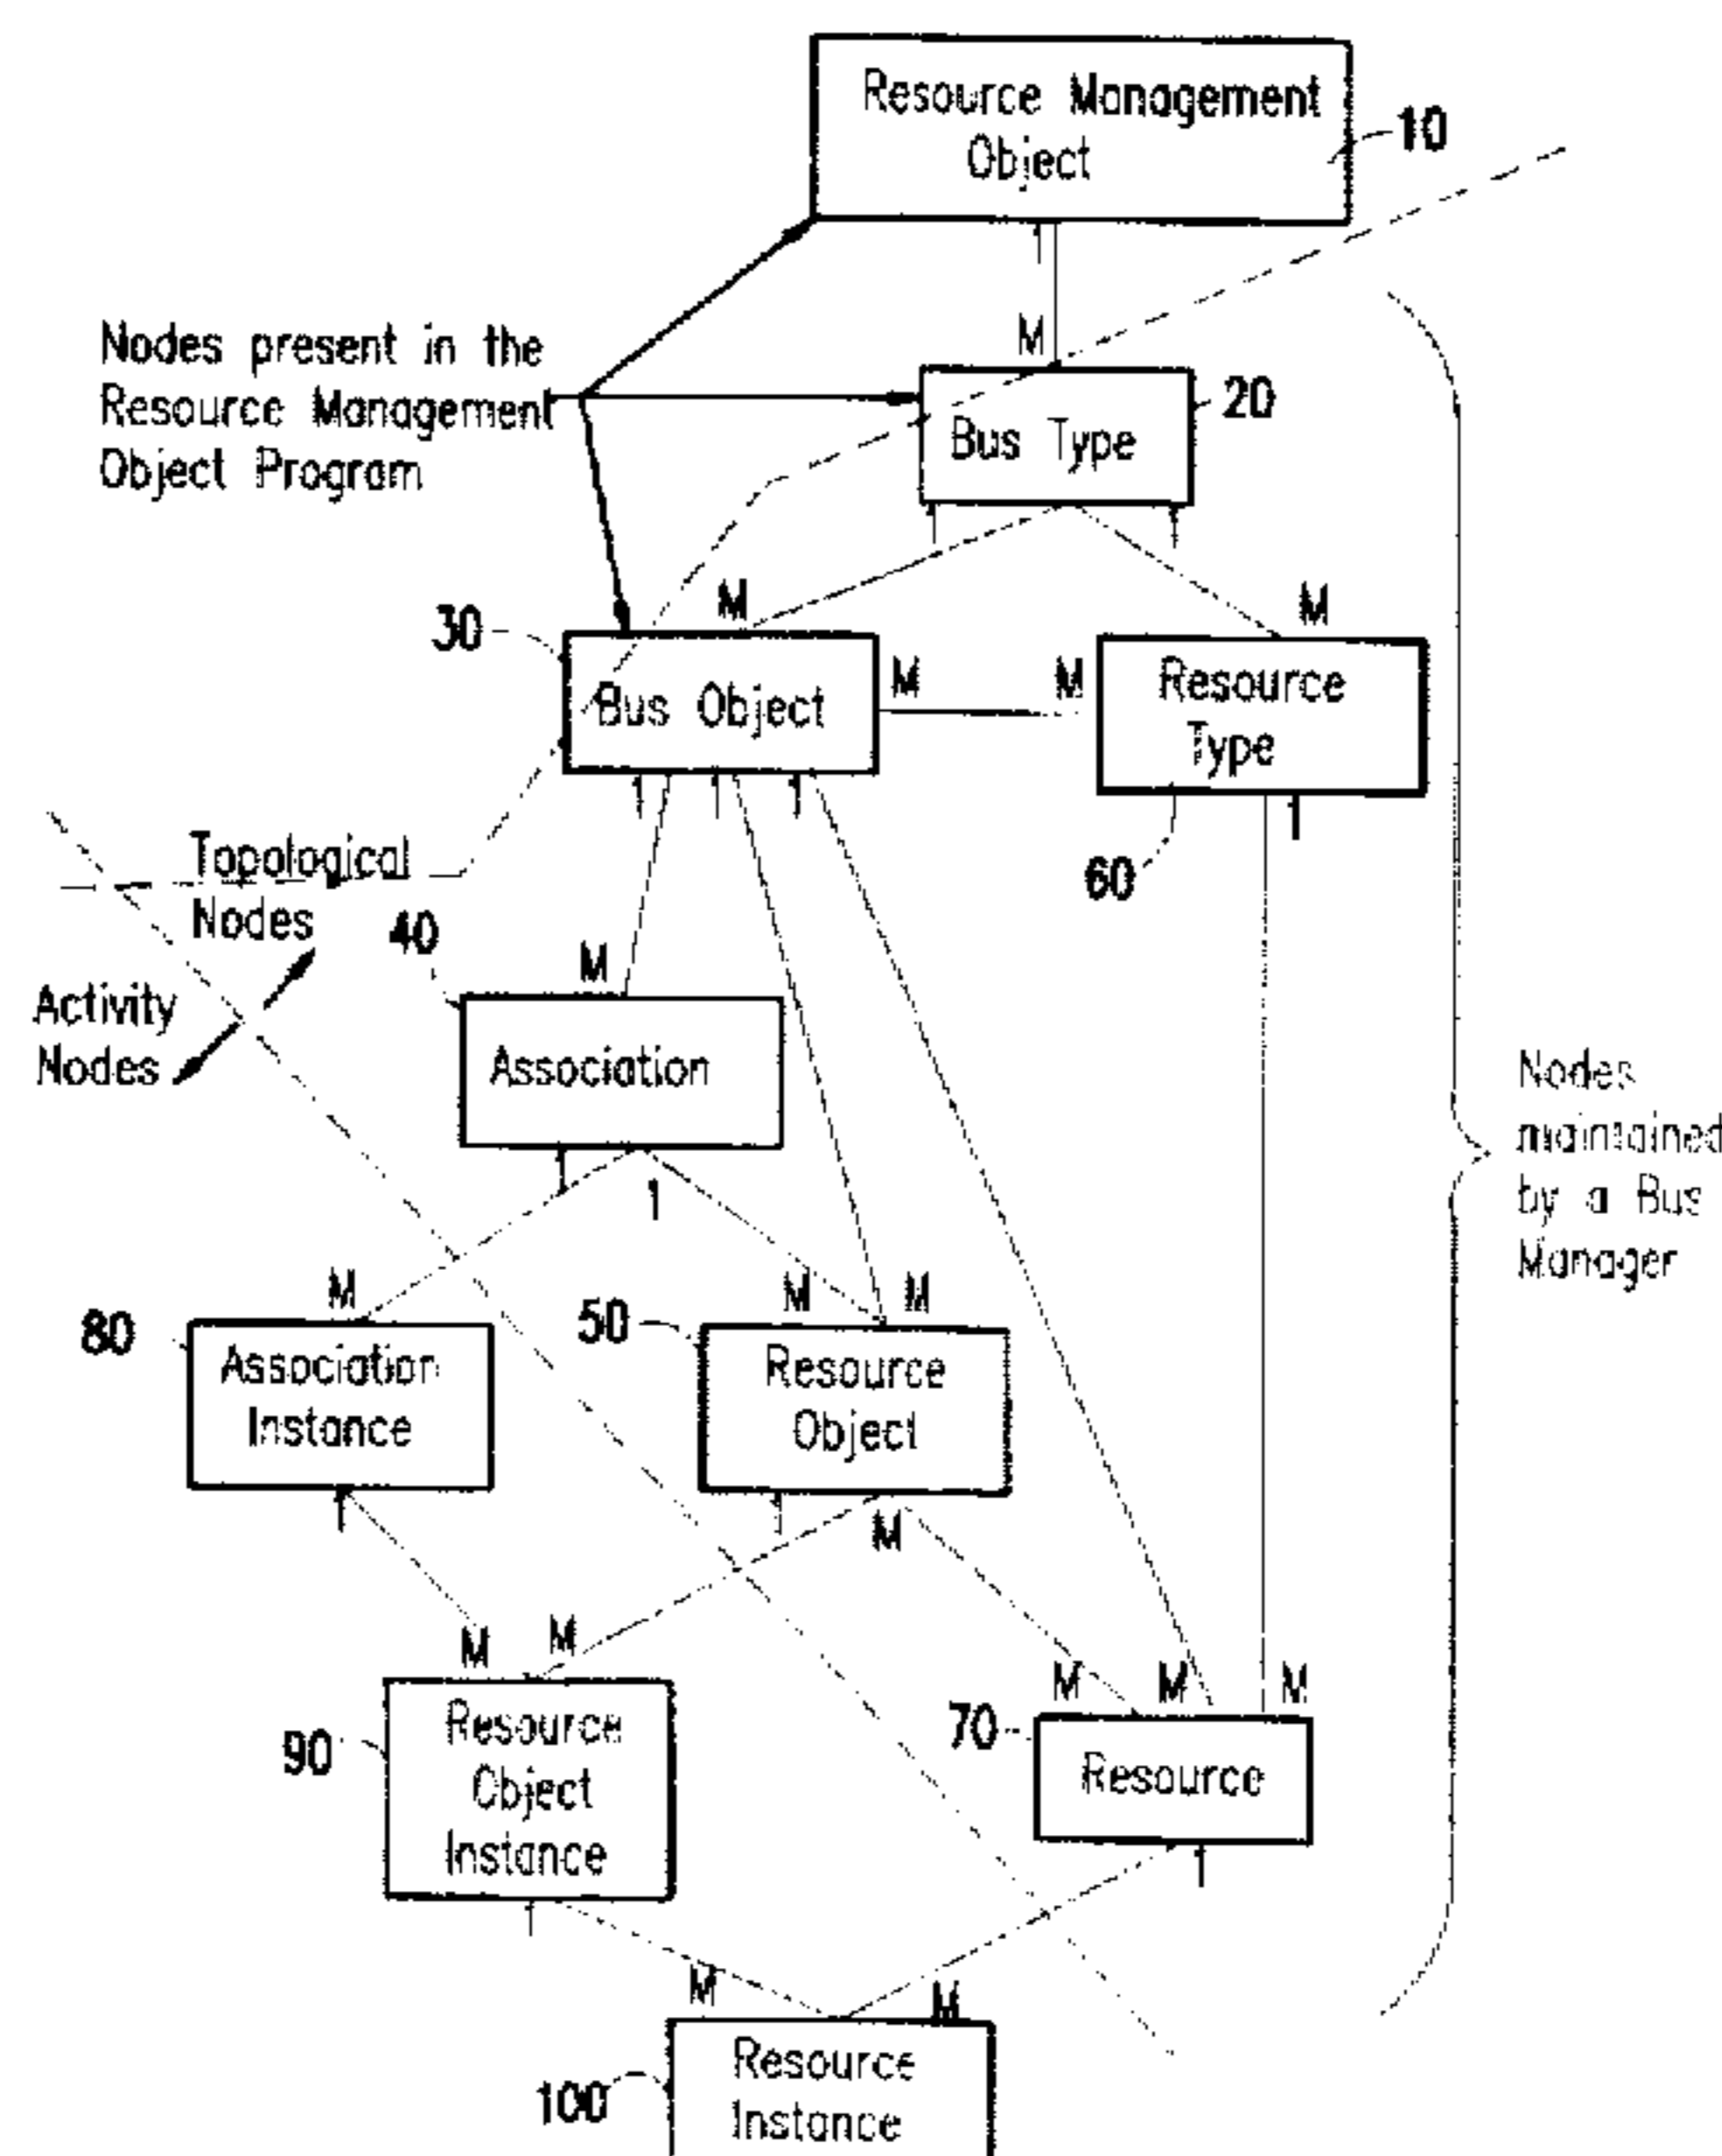 Resource Management
Object
10
1
M
Nodes present in the
Resource Management
Object Program
Bus Type
20
1
1
M
M
30
Bus Object
M
M
Resource
Type
1
1
1
1
60
Topological
Nodes
40
M
Activity
Nodes
Association
1
1
Nodes
maintained
by a Bus
Manager
M
M
M
80
50
Association
Instance
Resource
Object
1
1
M
M
M
M
M
M
90
70
Resource
Object
Instance
Resource
1
1
M
M
100
Resource
Instance